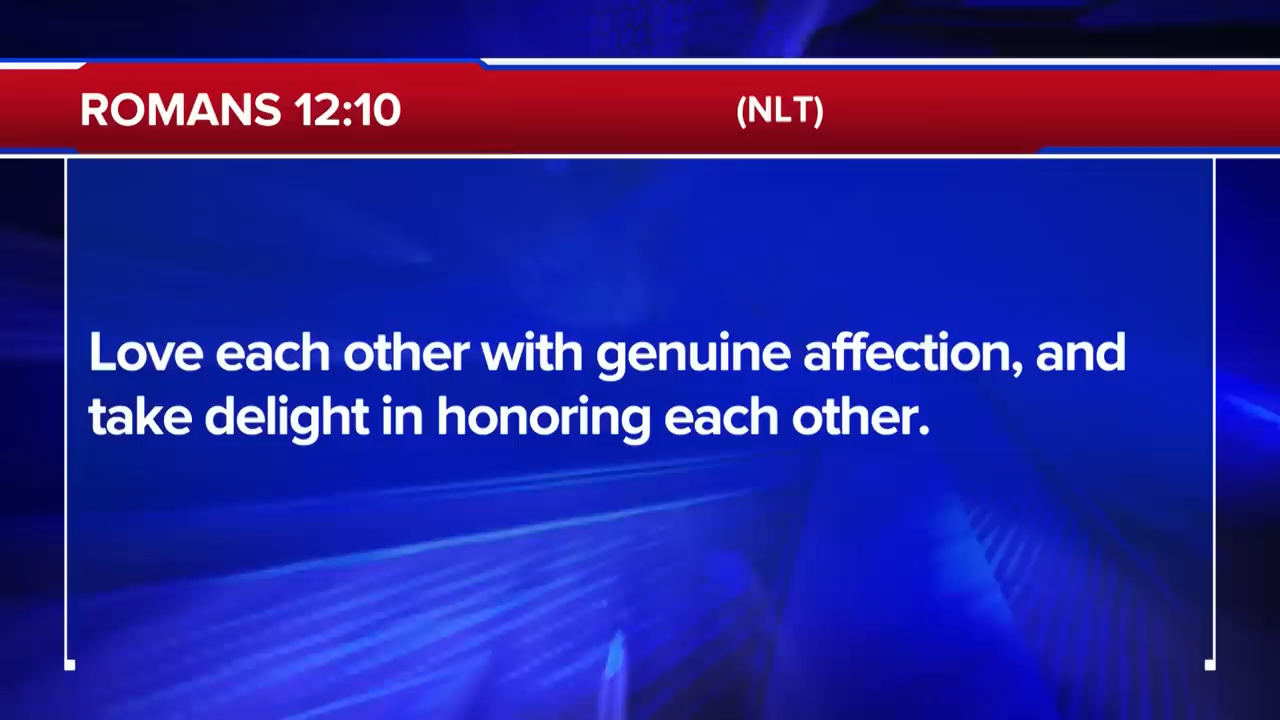 ROMANS 12:10 (NLT)
Love each other with genuine affection, and
take delight in honoring each other.